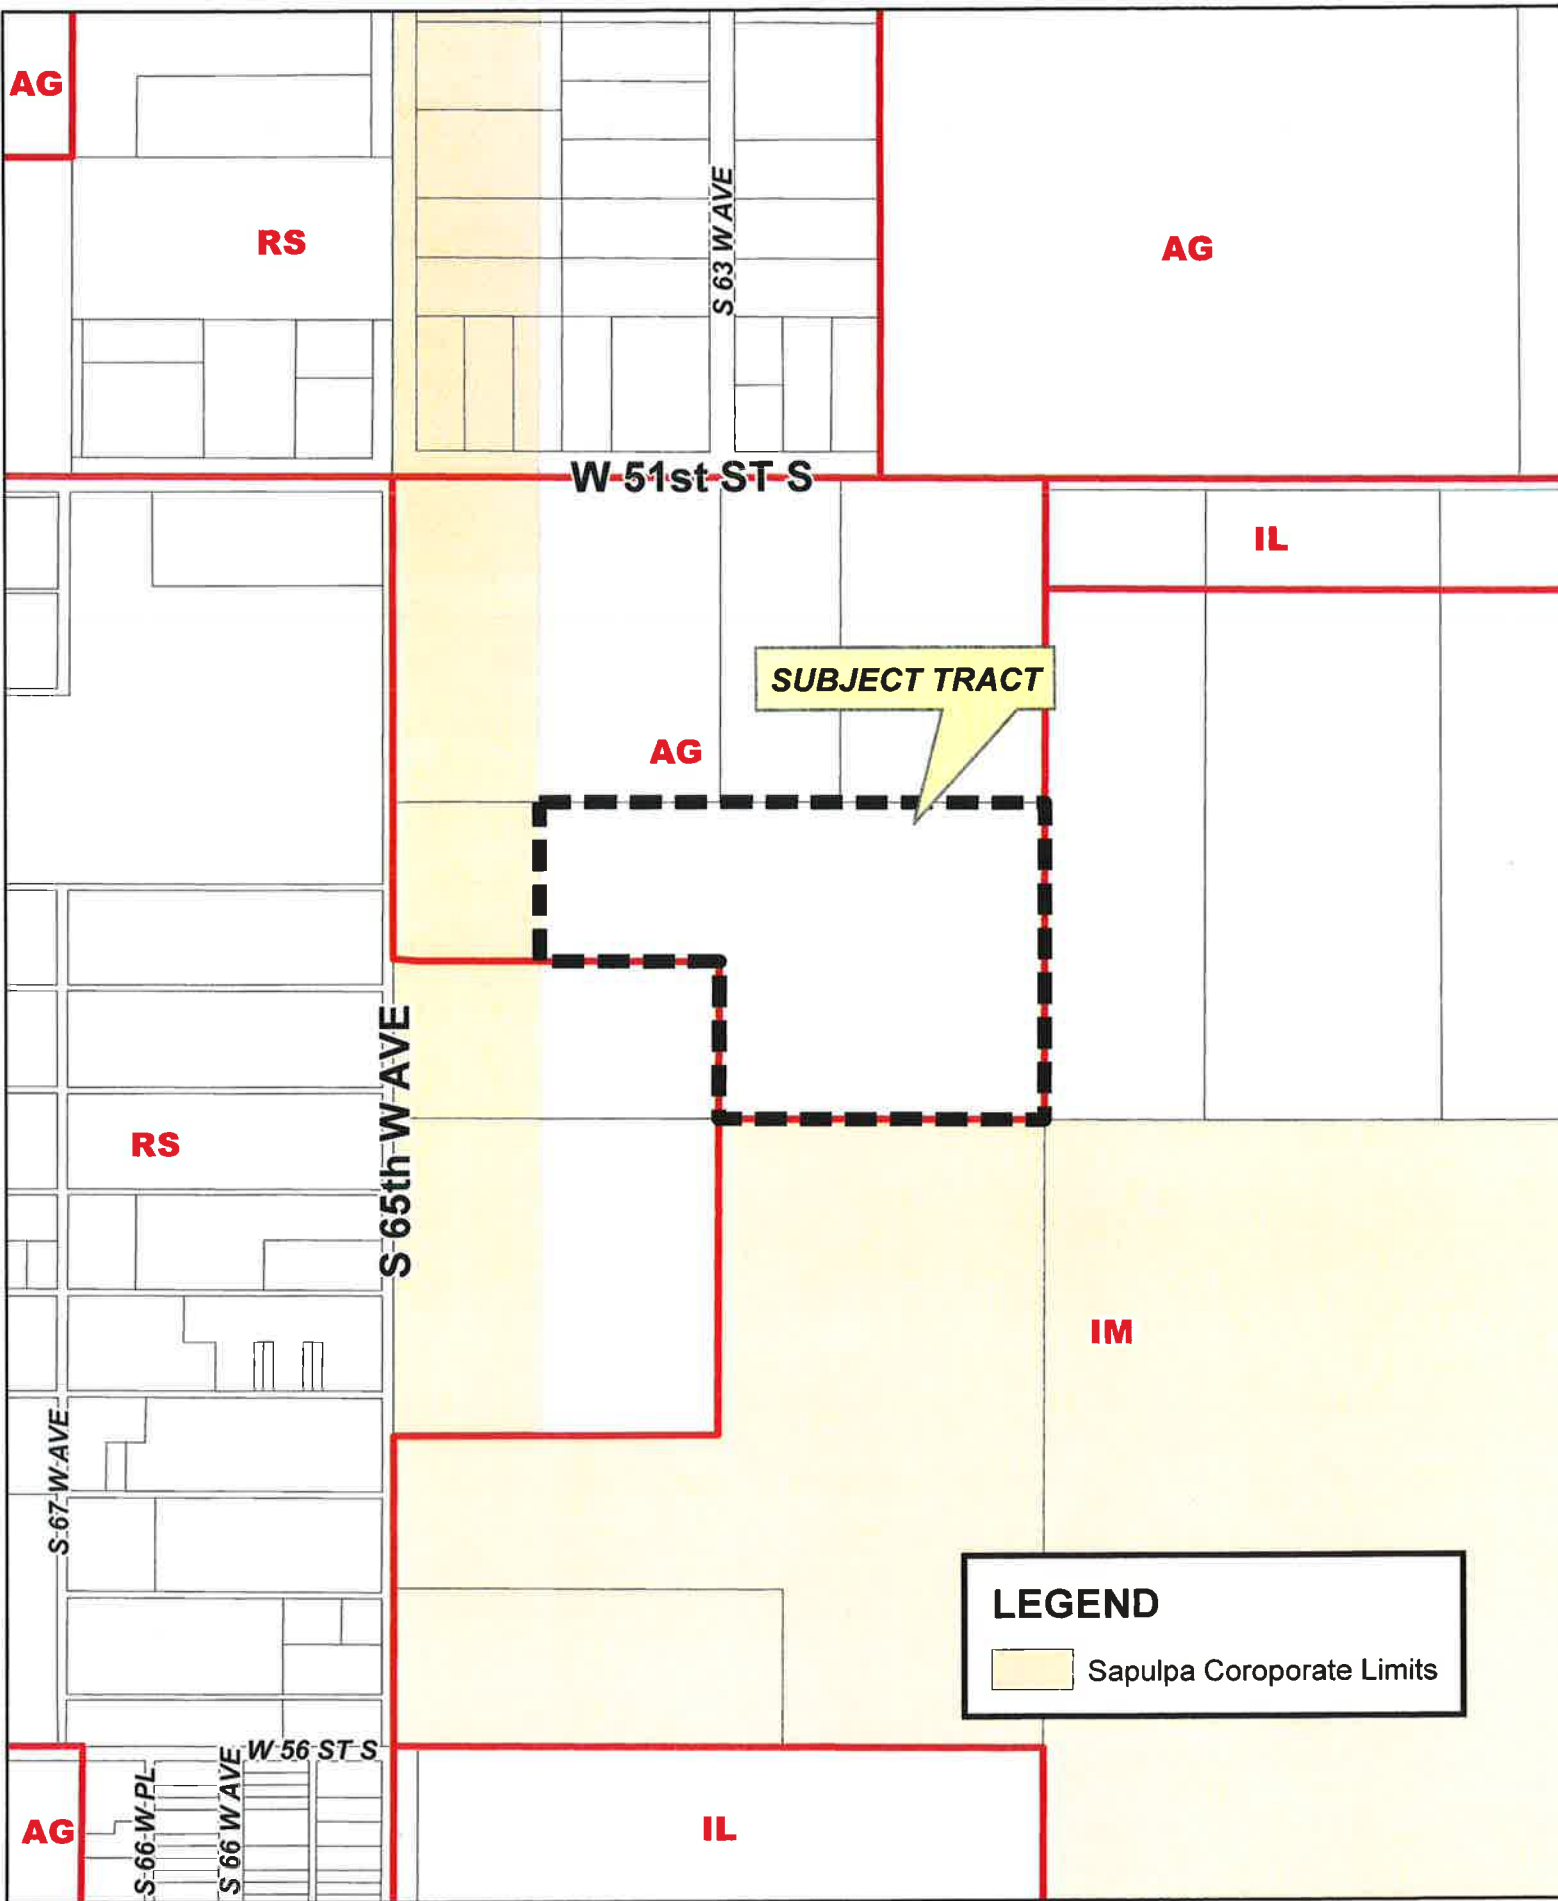 AG
RS
S 63 W AVE
AG
W 51st ST S
IL
SUBJECT TRACT
AG
S 65th W AVE
RS
IM
S 67 W AVE
LEGEND
Sapulpa Coroporate Limits
W 56 ST S
S 66 W PL
S 66 W AVE
AG
IL